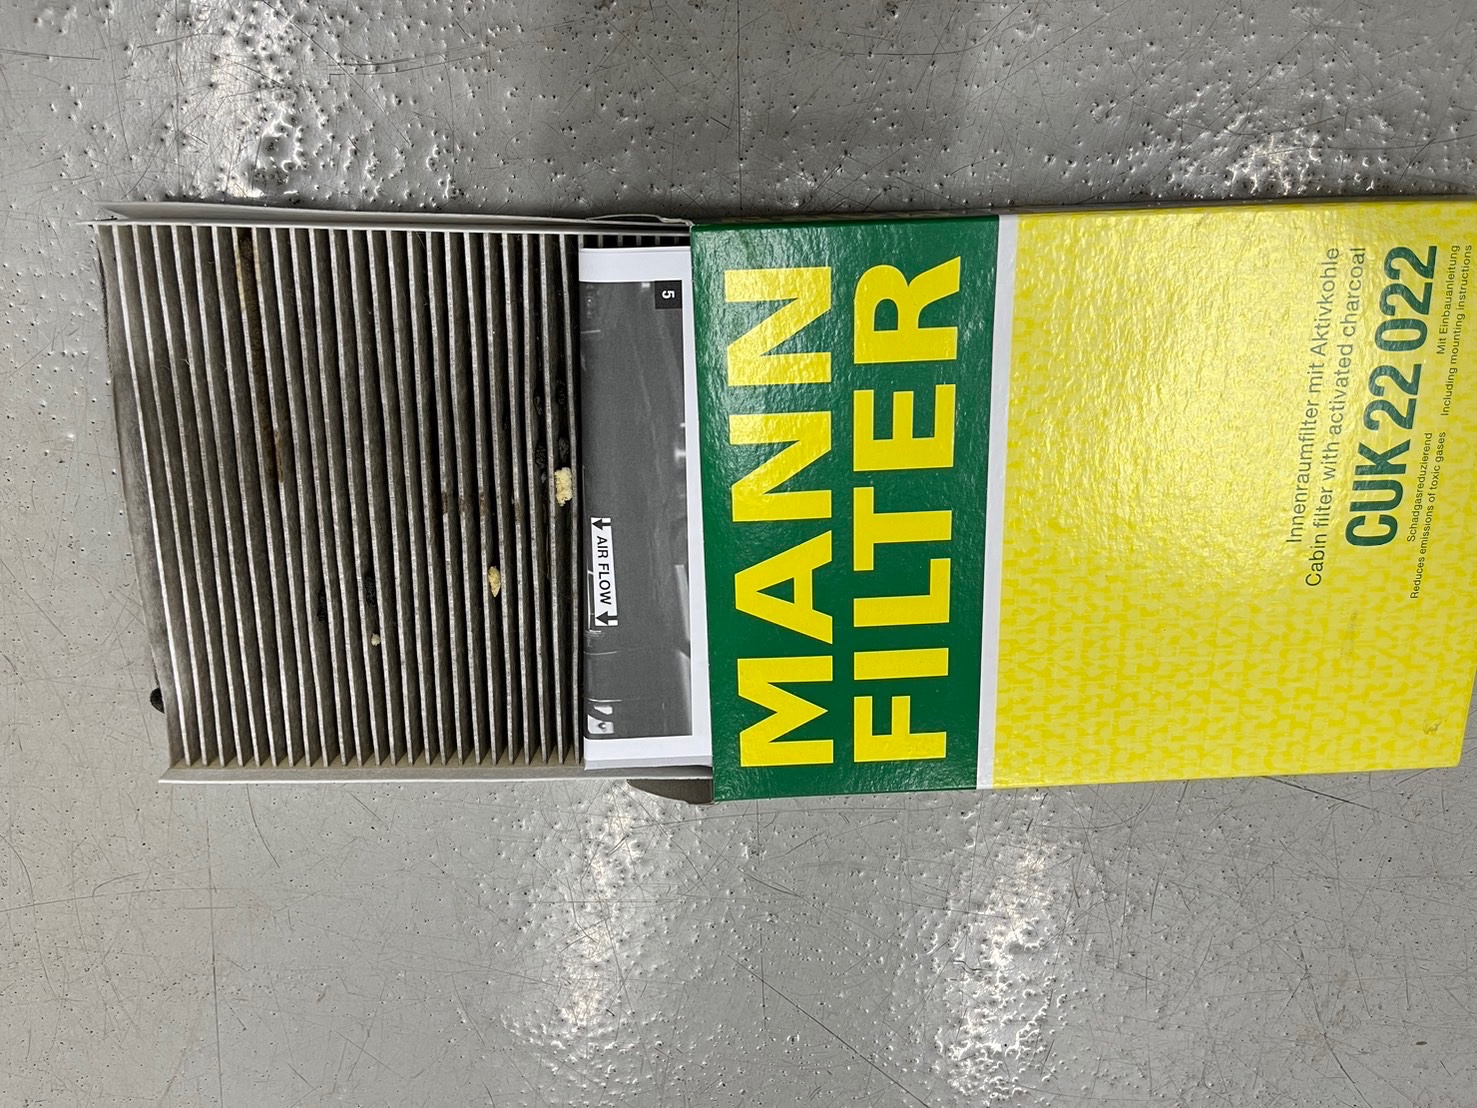 MANN
FILTER
Innenraumfilter mit Aktivkohle
Cabin filter with activated charcoal
CUK 22 022
Schadgasreduzierend
Reduces emissions of toxic gases
Mit Einbauanleitung
Including mounting instructions
5
AIR FLOW